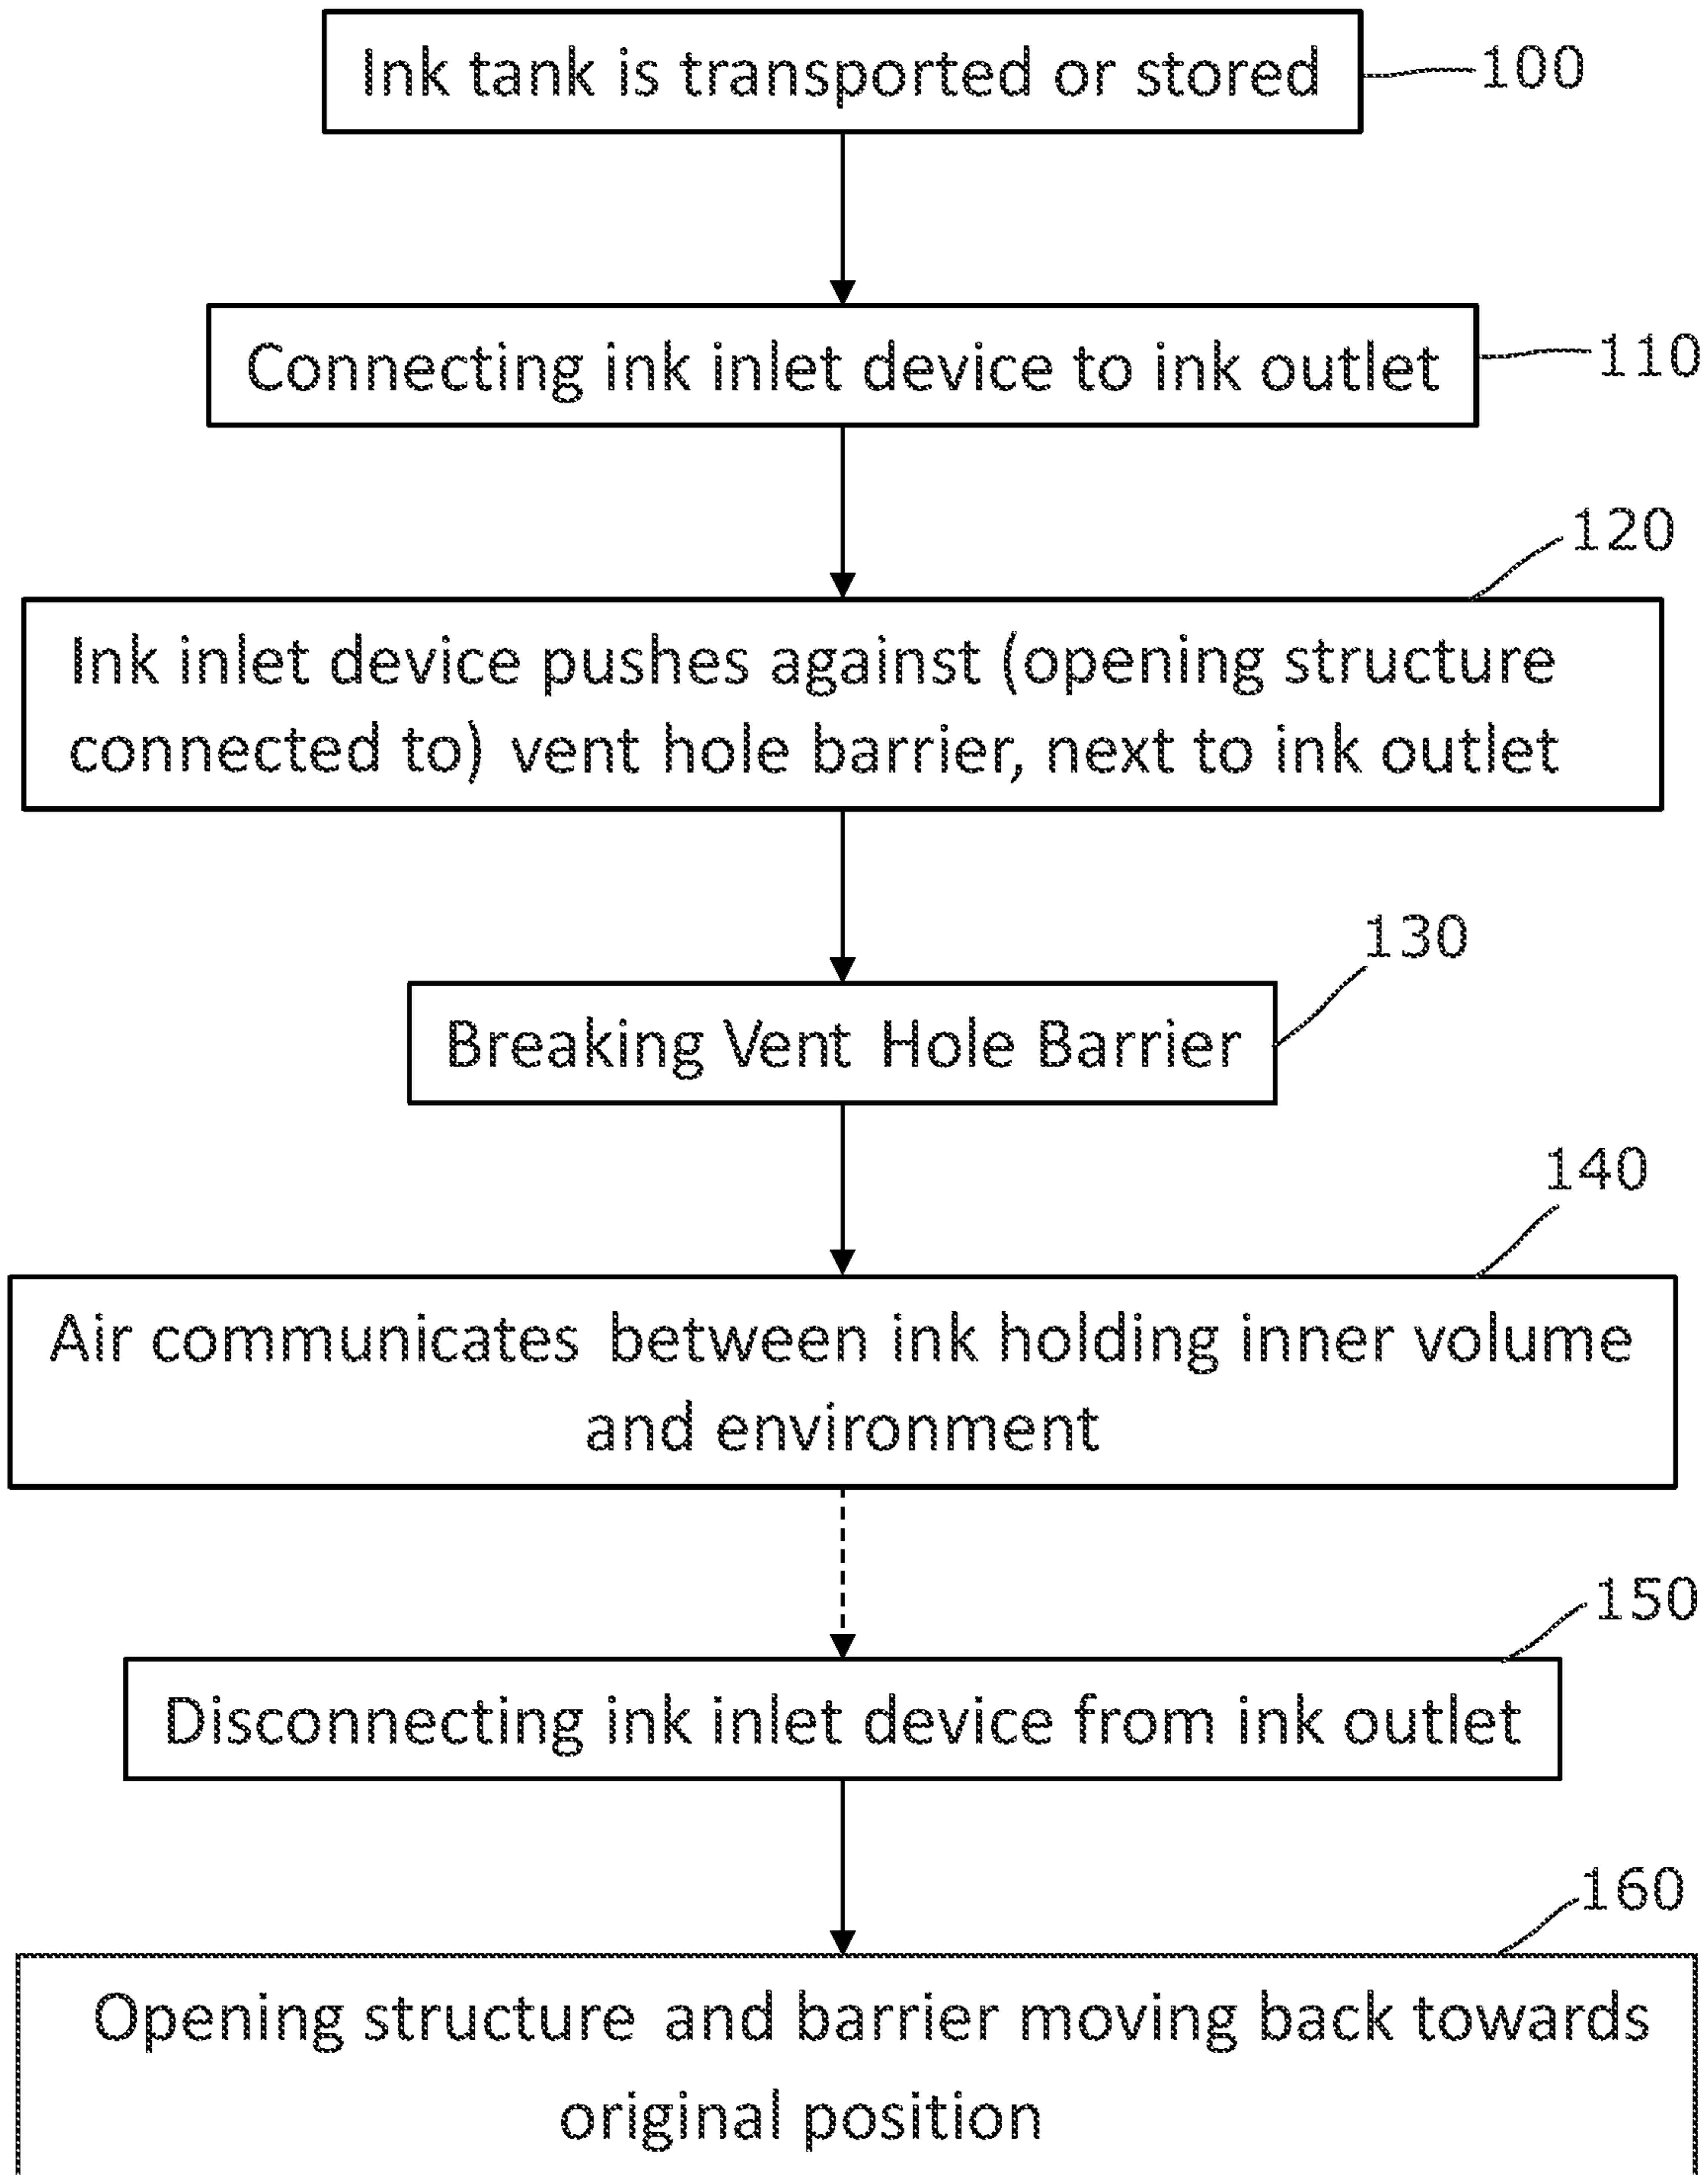 Ink tank is transported or stored
100
Connecting ink inlet device to ink outlet
110
120
Ink inlet device pushes against (opening structure
connected to) vent hole barrier, next to ink outlet
130
Breaking Vent Hole Barrier
140
Air communicates between ink holding inner volume
and environment
150
Disconnecting ink inlet device from ink outlet
160
Opening structure and barrier moving back towards
original position